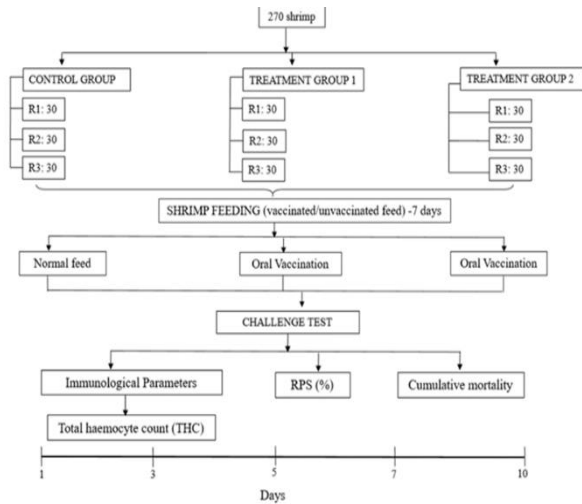 270 shrimp
CONTROL GROUP TREATMENT GROUP 1 TREATMENT GROUP 2
R1: 30 R1: 30 R1: 30
R2: 30 R2: 30 R2: 30
R3: 30 R3: 30 R3: 30
SHRIMP FEEDING (vaccinated/unvaccinated feed) -7 days
Normal feed Oral Vaccination Oral Vaccination
CHALLENGE TEST
Immunological Parameters RPS (%) Cumulative mortality
Total haemocyte count (THC)
1 3 5 7 10
Days